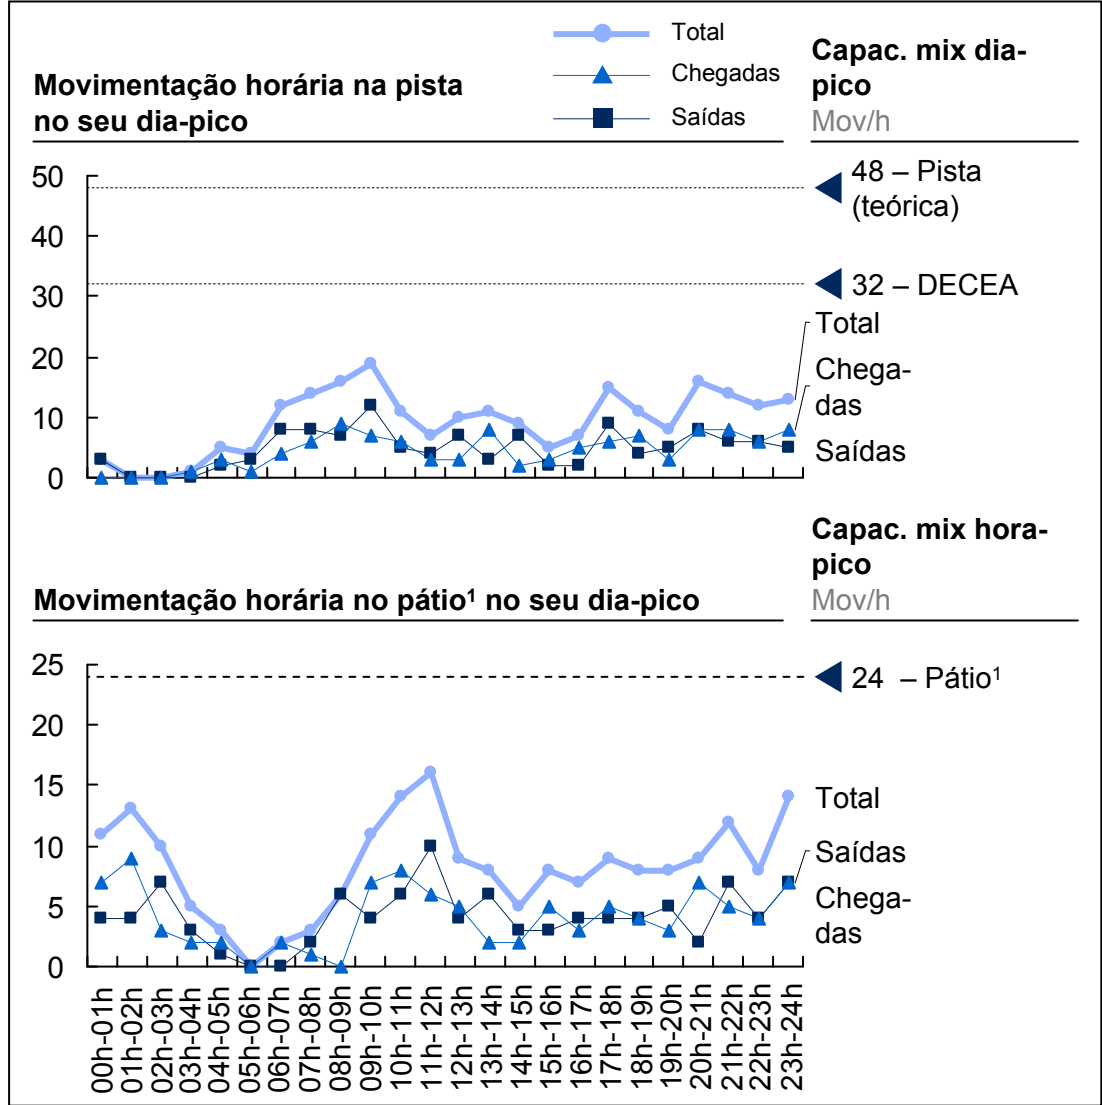 Total
Chegadas
Saídas
Movimentação horária na pista
no seu dia-pico
Capac. mix dia-
pico
Mov/h
50
40
30
20
10
0
48 – Pista
(teórica)
32 – DECEA
Total
Chega-
das
Saídas
Capac. mix hora-
pico
Mov/h
Movimentação horária no pátio¹ no seu dia-pico
25
20
15
10
5
0
24 – Pátio¹
Total
Saídas
Chega-
das
00h-01h
01h-02h
02h-03h
03h-04h
04h-05h
05h-06h
06h-07h
07h-08h
08h-09h
09h-10h
10h-11h
11h-12h
12h-13h
13h-14h
14h-15h
15h-16h
16h-17h
17h-18h
18h-19h
19h-20h
20h-21h
21h-22h
22h-23h
23h-24h